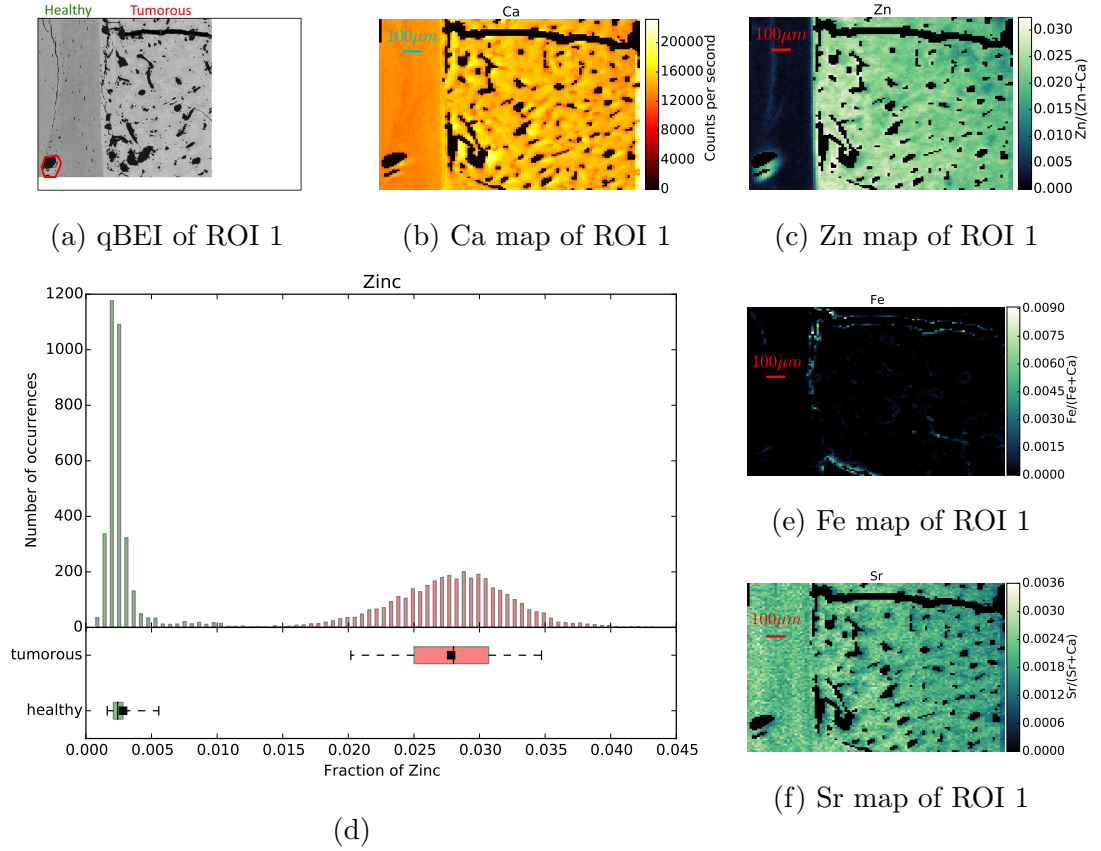 Healthy Tumorous
(a) qBEI of ROI 1
Ca
100μm
20000
16000
12000
8000
4000
0
Counts per second
(b) Ca map of ROI 1
Zn
100μm
0.030
0.025
0.020
0.015
0.010
0.005
0.000
Zn/(Zn+Ca)
(c) Zn map of ROI 1
Zinc
1200
1000
800
600
400
200
0
Number of occurrences
tumorous
healthy
0.000 0.005 0.010 0.015 0.020 0.025 0.030 0.035 0.040 0.045
Fraction of Zinc
(d)
Fe
100μm
0.0090
0.0075
0.0060
0.0045
0.0030
0.0015
0.0000
Fe/(Fe+Ca)
(e) Fe map of ROI 1
Sr
100μm
0.0036
0.0030
0.0024
0.0018
0.0012
0.0006
0.0000
Sr/(Sr+Ca)
(f) Sr map of ROI 1